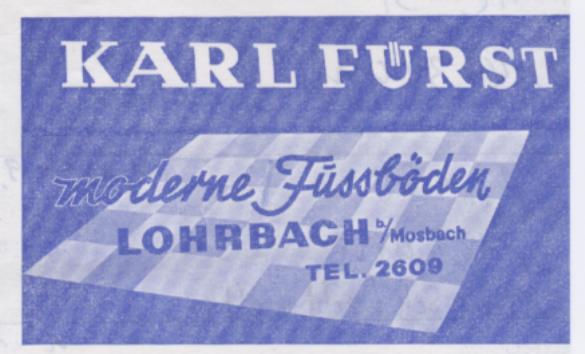 KARL FÜRST
moderne Fussböden
LOHRBACH b/Mosbach
TEL. 2609